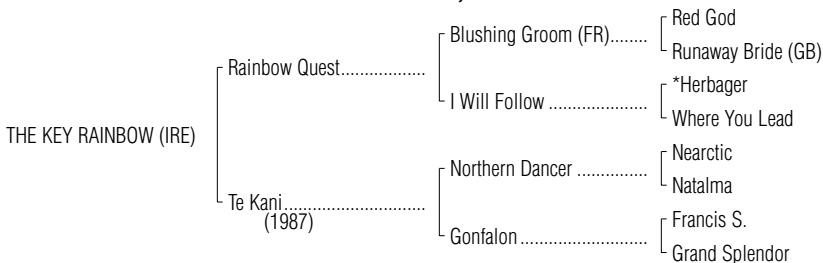 Red God
Blushing Groom (FR)........
Runaway Bride (GB)
Rainbow Quest..................
*Herbager
I Will Follow .....................
Where You Lead
THE KEY RAINBOW (IRE)
Nearctic
Northern Dancer ...............
Natalma
Te Kani..............................
(1987)
Francis S.
Gonfalon...........................
Grand Splendor